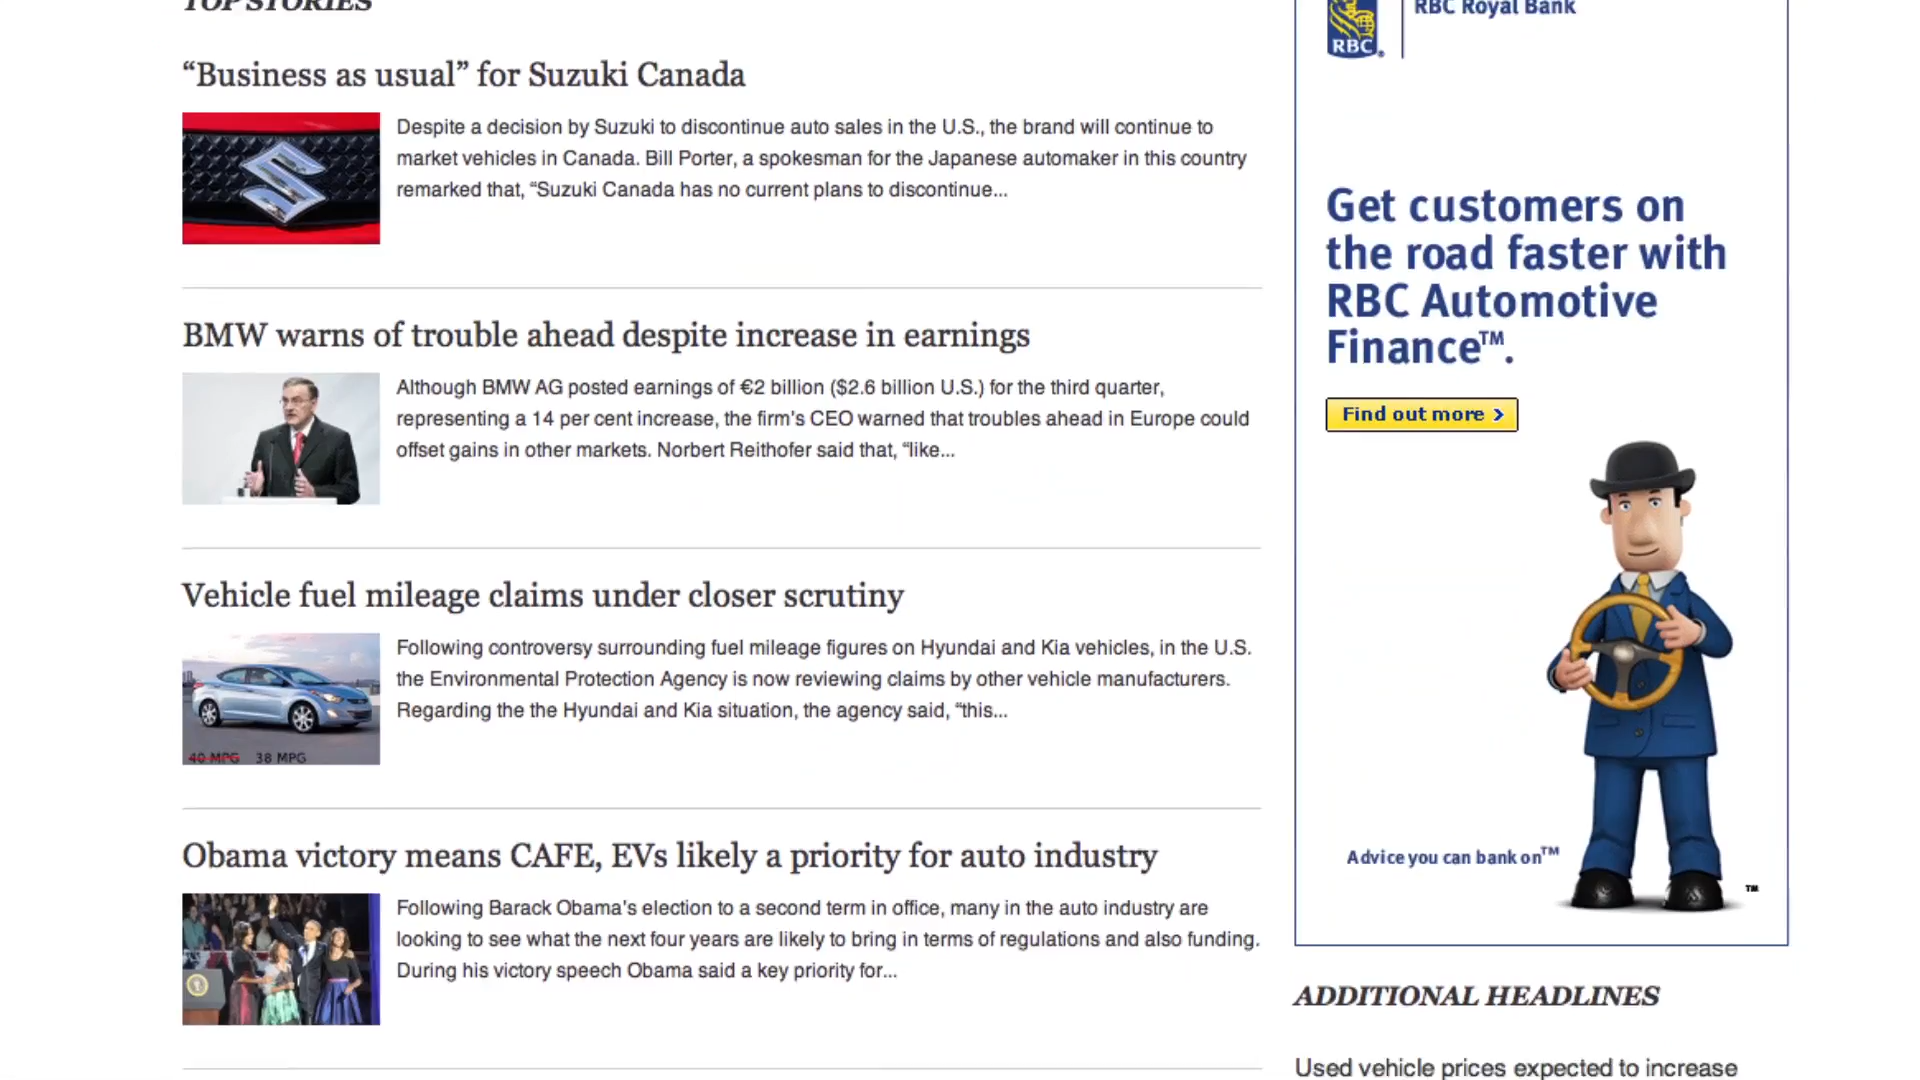 TOP STORIES
“Business as usual” for Suzuki Canada
Despite a decision by Suzuki to discontinue auto sales in the U.S., the brand will continue to
market vehicles in Canada. Bill Porter, a spokesman for the Japanese automaker in this country
remarked that, “Suzuki Canada has no current plans to discontinue...
BMW warns of trouble ahead despite increase in earnings
Although BMW AG posted earnings of €2 billion ($2.6 billion U.S.) for the third quarter,
representing a 14 per cent increase, the firm's CEO warned that troubles ahead in Europe could
offset gains in other markets. Norbert Reithofer said that, “like...
Vehicle fuel mileage claims under closer scrutiny
Following controversy surrounding fuel mileage figures on Hyundai and Kia vehicles, in the U.S.
the Environmental Protection Agency is now reviewing claims by other vehicle manufacturers.
Regarding the the Hyundai and Kia situation, the agency said, “this...
40 MPG 38 MPG
Obama victory means CAFE, EVs likely a priority for auto industry
Following Barack Obama's election to a second term in office, many in the auto industry are
looking to see what the next four years are likely to bring in terms of regulations and also funding.
During his victory speech Obama said a key priority for...
RBC Royal Bank
RBC®
Get customers on
the road faster with
RBC Automotive
Finance™.
Find out more >
Advice you can bank on™
™
ADDITIONAL HEADLINES
Used vehicle prices expected to increase